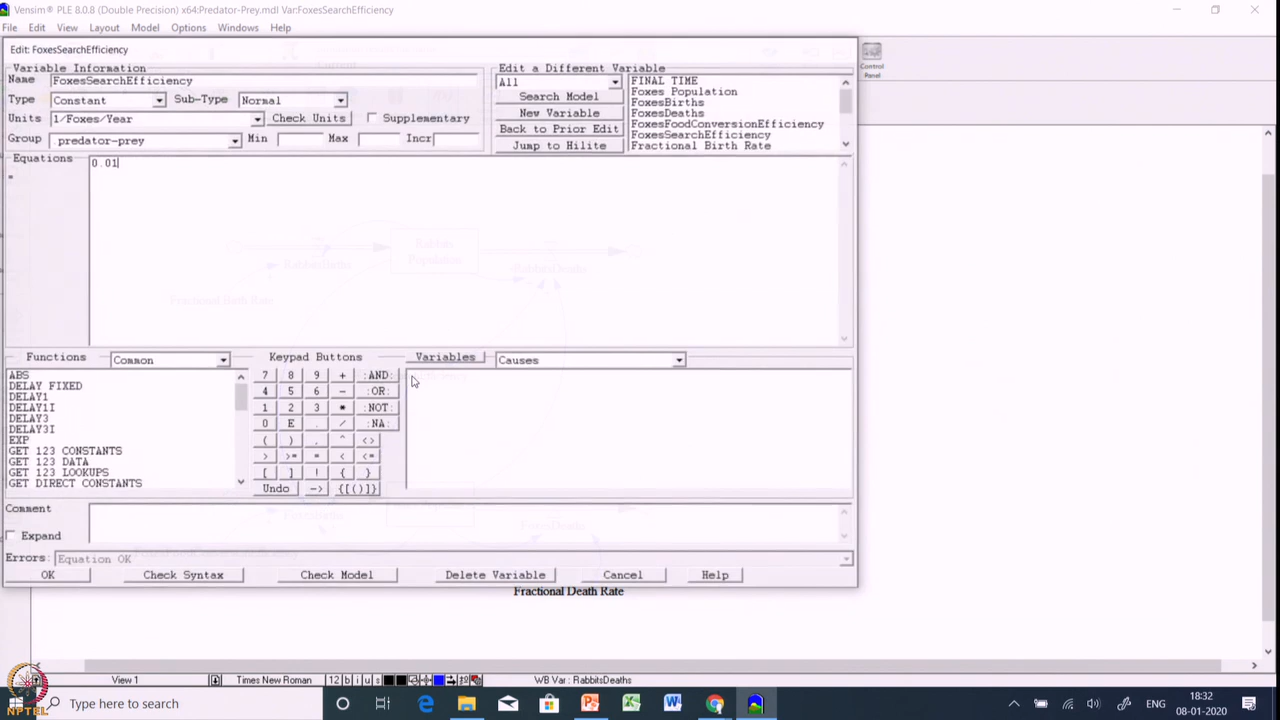 Vensim PLE 8.0.8 (Double Precision) x64:Predator-Prey.mdl Var:FoxesSearchEfficiency
File Edit View Layout Model Options Windows Help
Control Panel
Edit: FoxesSearchEfficiency
Variable Information
Name FoxesSearchEfficiency
Type Constant Sub-Type Normal
Units 1/Foxes/Year Check Units Supplementary
Group .predator-prey Min Max Incr
Edit a Different Variable
All
Search Model
New Variable
Back to Prior Edit
Jump to Hilite
FINAL TIME
Foxes Population
FoxesBirths
FoxesDeaths
FoxesFoodConversionEfficiency
FoxesSearchEfficiency
Fractional Birth Rate
Equations 0.01
=
Rabbits Population
Functions Common
Keypad Buttons
Variables Causes
ABS
DELAY FIXED
DELAY1
DELAY1I
DELAY3
DELAY3I
EXP
GET 123 CONSTANTS
GET 123 DATA
GET 123 LOOKUPS
GET DIRECT CONSTANTS
7 8 9 + :AND:
4 5 6 - :OR:
1 2 3 * :NOT:
0 E . / :NA:
( ) , ^ <>
> >= = < <=
[ ] ! { }
Undo -> {[()]}
Comment
Expand
Errors: Equation OK
OK Check Syntax Check Model Delete Variable Cancel Help
Fractional Death Rate
View 1 Times New Roman 12 b i u s WB Var : RabbitsDeaths
NPTEL
Type here to search
ENG
18:32
08-01-2020